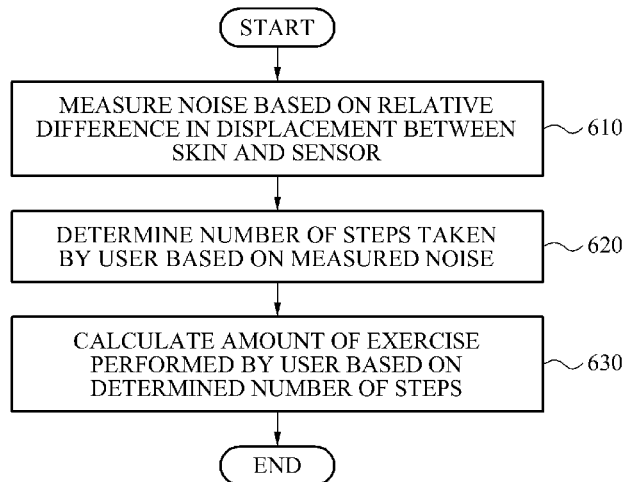 START
MEASURE NOISE BASED ON RELATIVE
DIFFERENCE IN DISPLACEMENT BETWEEN
SKIN AND SENSOR
610
DETERMINE NUMBER OF STEPS TAKEN
BY USER BASED ON MEASURED NOISE
620
CALCULATE AMOUNT OF EXERCISE
PERFORMED BY USER BASED ON
DETERMINED NUMBER OF STEPS
630
END